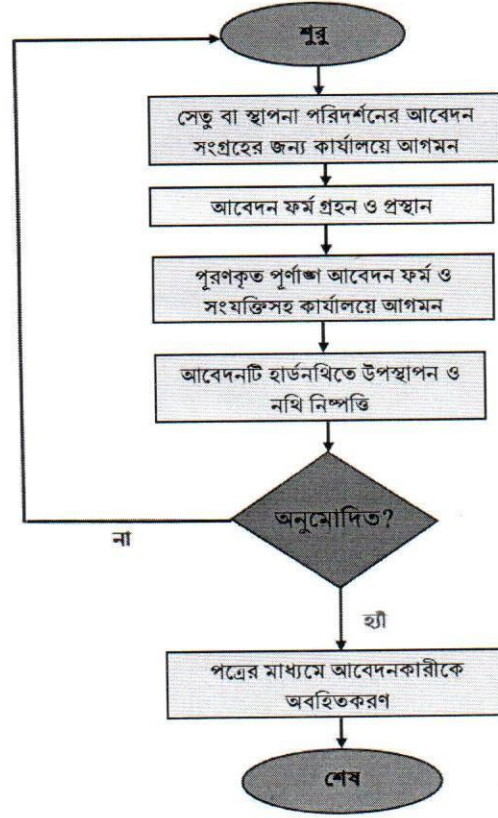 শুরু
সেতু বা স্থাপনা পরিদর্শনের আবেদন
সংগ্রহের জন্য কার্যালয়ে আগমন
আবেদন ফর্ম গ্রহন ও প্রস্থান
পূরণকৃত পূর্ণাঙ্গ আবেদন ফর্ম ও
সংযক্তিসহ কার্যালয়ে আগমন
আবেদনটি হার্ডনথিতে উপস্থাপন ও
নথি নিষ্পত্তি
অনুমোদিত?
না
হ্যাঁ
পত্রের মাধ্যমে আবেদনকারীকে
অবহিতকরণ
শেষ